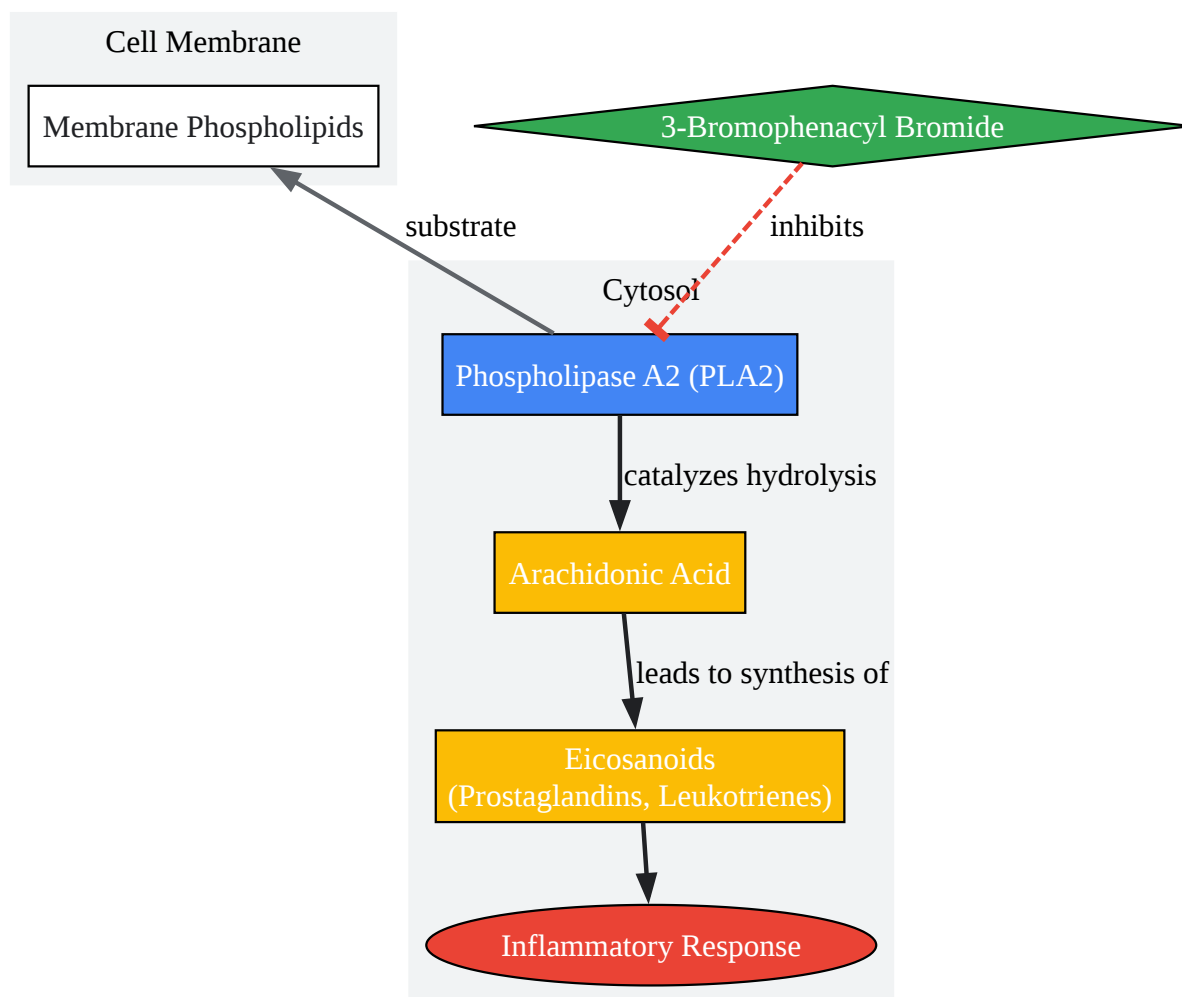 Cell Membrane
Membrane Phospholipids
3-Bromophenacyl Bromide
substrate
inhibits
Cytosol
Phospholipase A2 (PLA2)
catalyzes hydrolysis
Arachidonic Acid
leads to synthesis of
Eicosanoids
(Prostaglandins, Leukotrienes)
Inflammatory Response